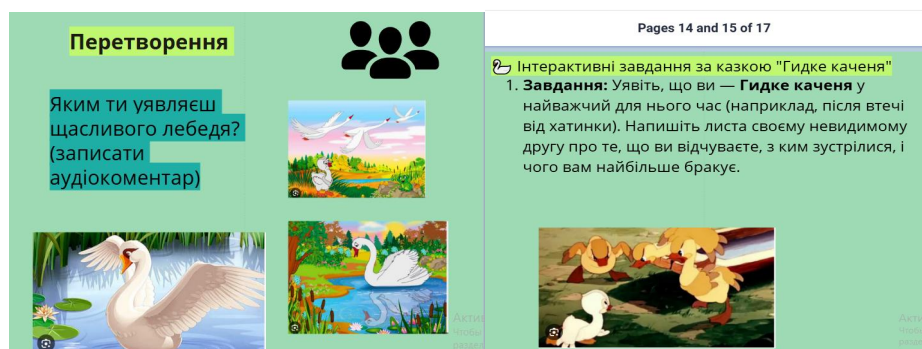 Перетворення
Яким ти уявляєш
щасливого лебедя?
(записати
аудіокоментар)
Pages 14 and 15 of 17
Інтерактивні завдання за казкою "Гидке каченя"
1. Завдання: Уявіть, що ви — Гидке каченя у
найважчий для нього час (наприклад, після втечі
від хатинки). Напишіть листа своєму невидимому
другу про те, що ви відчуваєте, з ким зустрілися, і
чого вам найбільше бракує.